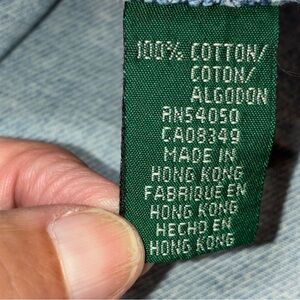 100% COTTON/
COTON/
ALGODON
RN54050
CA08349
MADE IN
HONG KONG
FABRIQUE EN
HONG KONG
HECHO EN
HONG KONG